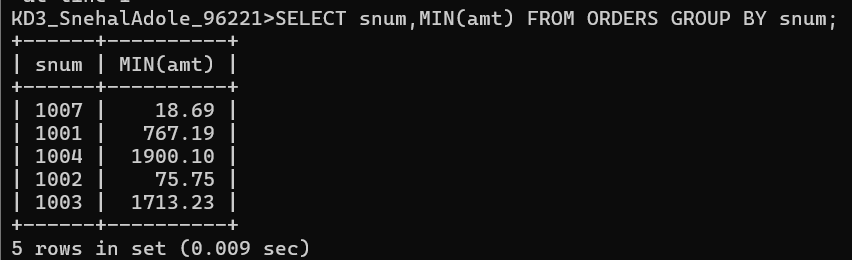 KD3_SnehalAdole_96221>SELECT snum,MIN(amt) FROM ORDERS GROUP BY snum;
+------+----------+
| snum | MIN(amt) |
+------+----------+
| 1007 |    18.69 |
| 1001 |   767.19 |
| 1004 |  1900.10 |
| 1002 |    75.75 |
| 1003 |  1713.23 |
+------+----------+
5 rows in set (0.009 sec)